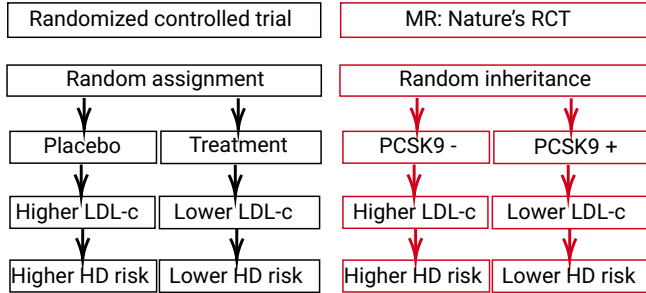 Randomized controlled trial
MR: Nature's RCT
Random assignment
Random inheritance
Placebo
Treatment
PCSK9 -
PCSK9 +
Higher LDL-c
Lower LDL-c
Higher LDL-c
Lower LDL-c
Higher HD risk
Lower HD risk
Higher HD risk
Lower HD risk